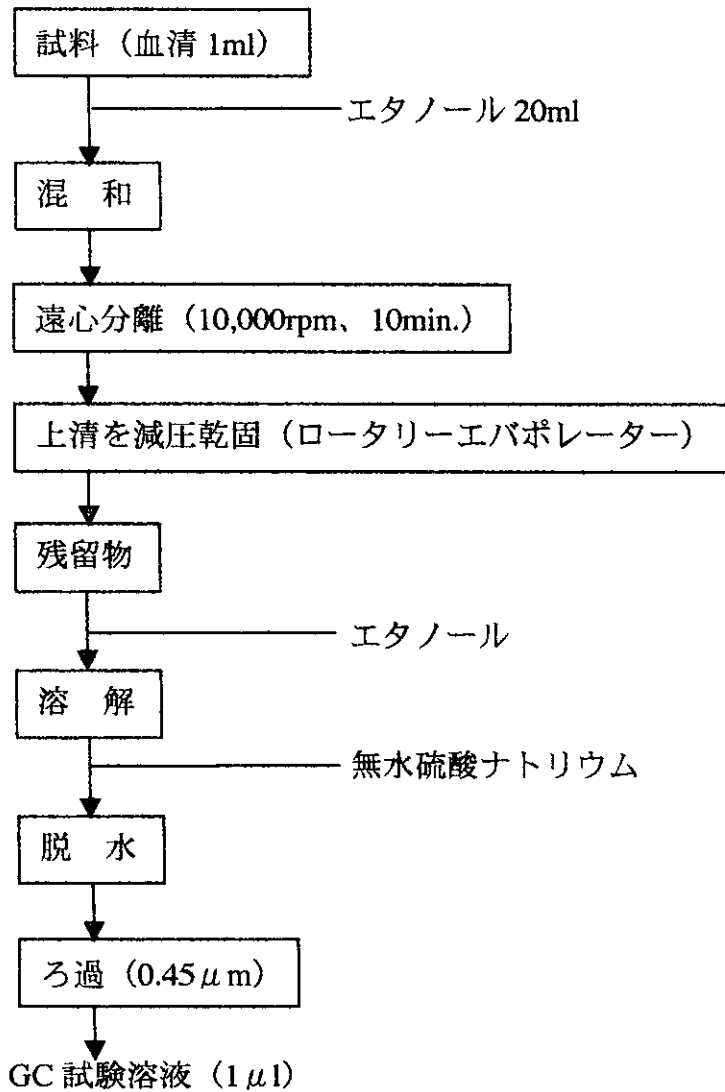 試料（血清 1ml）
エタノール 20ml
混　和
遠心分離（10,000rpm、10min.）
上清を減圧乾固（ロータリーエバポレーター）
残留物
エタノール
溶　解
無水硫酸ナトリウム
脱　水
ろ過（0.45μm）
GC 試験溶液（1μl）